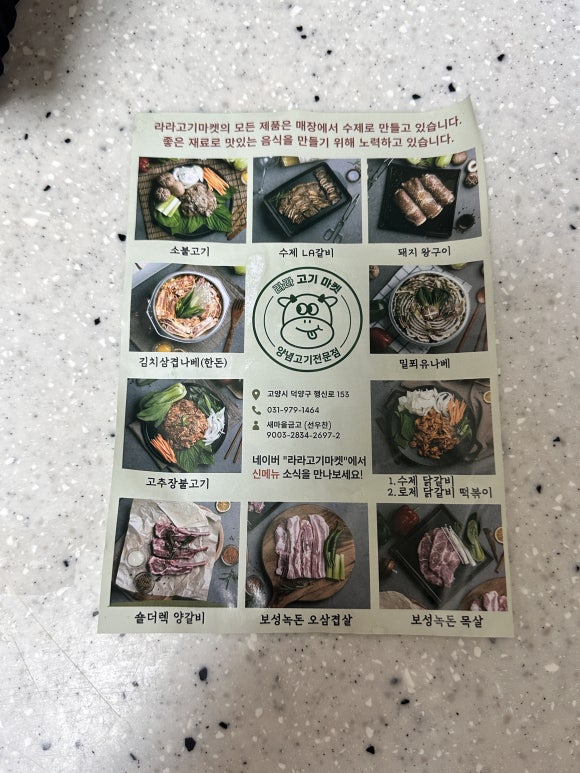 라라고기마켓의 모든 제품은 매장에서 수제로 만들고 있습니다.
좋은 재료로 맛있는 음식을 만들기 위해 노력하고 있습니다.
소불고기
수제 LA갈비
돼지 왕구이
라라 고기 마켓
양념고기전문점
김치삼겹나베(한돈)
밀푀유나베
고양시 덕양구 행신로 153
031-979-1464
새마을금고 (선우찬)
9003-2834-2697-2
네이버 "라라고기마켓"에서
신메뉴 소식을 만나보세요!
고추장불고기
1.수제 닭갈비
2.로제 닭갈비 떡볶이
숄더렉 양갈비
보성녹돈 오삼겹살
보성녹돈 목살